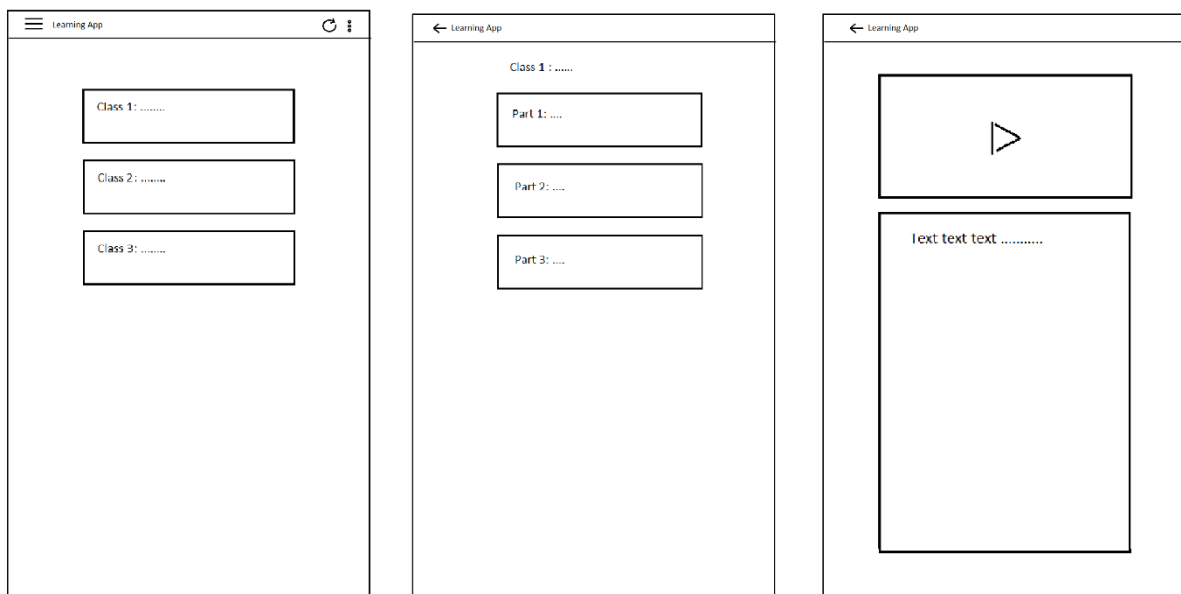 Learning App
Class 1: ........
Class 2: ........
Class 3: ........
Learning App
Class 1 : ......
Part 1: ....
Part 2: ....
Part 3: ....
Learning App
Text text text ...........